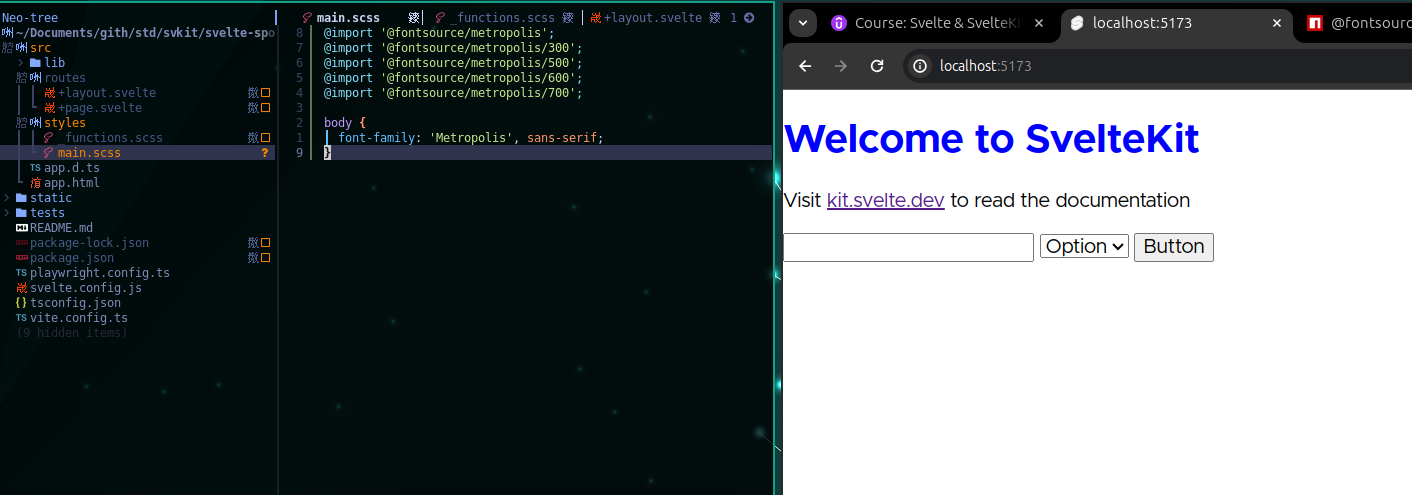 Neo-tree
~/Documents/gith/std/svkit/svelte-spo
src
lib
routes
+layout.svelte
+page.svelte
styles
_functions.scss
main.scss ?
TS app.d.ts
app.html
static
tests
README.md
package-lock.json
package.json
TS playwright.config.ts
svelte.config.js
{} tsconfig.json
TS vite.config.ts
(9 hidden items)
main.scss _functions.scss +layout.svelte 1
8 @import '@fontsource/metropolis';
7 @import '@fontsource/metropolis/300';
6 @import '@fontsource/metropolis/500';
5 @import '@fontsource/metropolis/600';
4 @import '@fontsource/metropolis/700';
3
2 body {
1 font-family: 'Metropolis', sans-serif;
9 }
Course: Svelte & SvelteKi localhost:5173 @fontsourc
localhost:5173
Welcome to SvelteKit
Visit kit.svelte.dev to read the documentation
Option Button